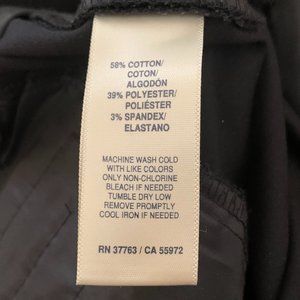 58% COTTON/
COTON/
ALGODÓN
39% POLYESTER/
POLIÉSTER
3% SPANDEX/
ELASTANO
MACHINE WASH COLD
WITH LIKE COLORS
ONLY NON-CHLORINE
BLEACH IF NEEDED
TUMBLE DRY LOW
REMOVE PROMPTLY
COOL IRON IF NEEDED
RN 37763 / CA 55972